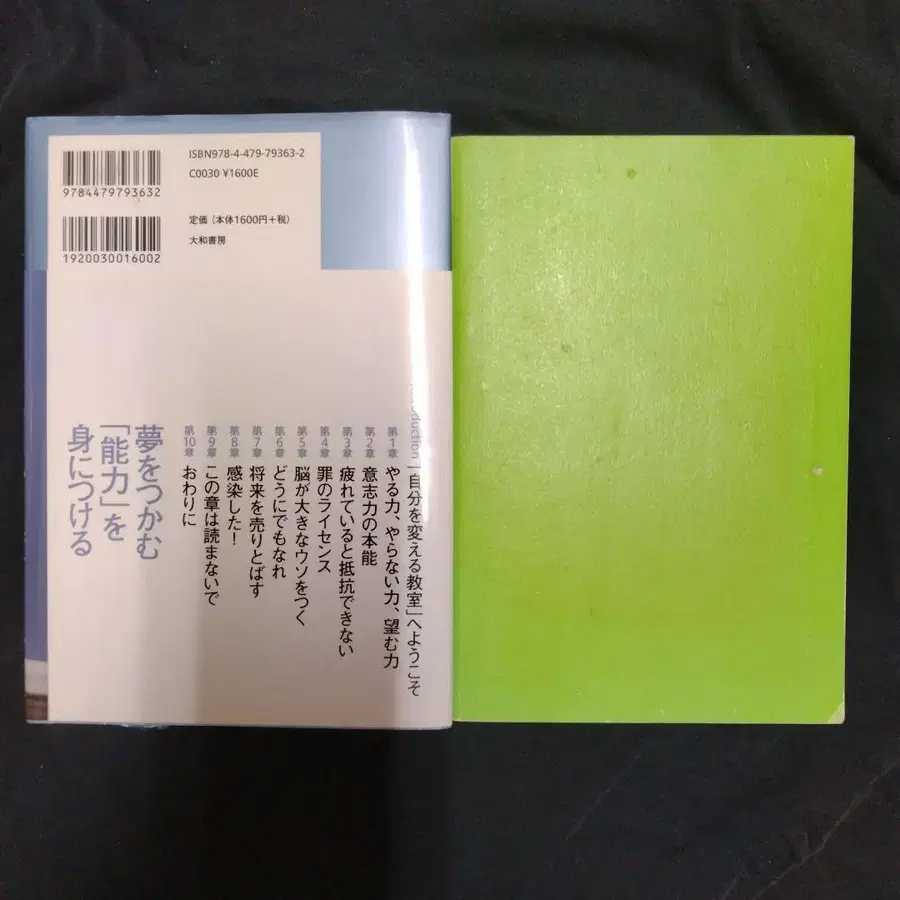 ISBN978-4-479-79363-2
C0030 ¥1600E
9784479793632
定価（本体1600円+税）
大和書房
1920030016002
「自分を変える教室」へようこそ
第1章 やる力、やらない力、望む力
第2章 意志力の本能
第3章 疲れていると抵抗できない
第4章 罪のライセンス
第5章 脳が大きなウソをつく
第6章 どうにでもなれ
第7章 将来を売りとばす
第8章 感染した！
第9章 この章は読まないで
第10章 おわりに
夢をつかむ
「能力」を
身につける